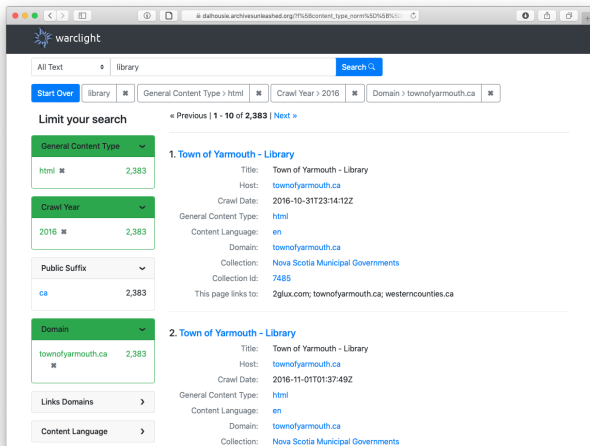 dalhousie.archivesunleashed.org/?f%5Bcontent_type_norm%5D%5B%5D
warclight
All Text library Search
Start Over library ✖ General Content Type > html ✖ Crawl Year > 2016 ✖ Domain > townofyarmouth.ca ✖
Limit your search
« Previous | 1 - 10 of 2,383 | Next »
General Content Type
html ✖ 2,383
Crawl Year
2016 ✖ 2,383
Public Suffix
ca 2,383
Domain
townofyarmouth.ca 2,383
✖
Links Domains
Content Language
1. Town of Yarmouth - Library
Title: Town of Yarmouth - Library
Host: townofyarmouth.ca
Crawl Date: 2016-10-31T23:14:12Z
General Content Type: html
Content Language: en
Domain: townofyarmouth.ca
Collection: Nova Scotia Municipal Governments
Collection Id: 7485
This page links to: 2glux.com; townofyarmouth.ca; westerncounties.ca
2. Town of Yarmouth - Library
Title: Town of Yarmouth - Library
Host: townofyarmouth.ca
Crawl Date: 2016-11-01T01:37:49Z
General Content Type: html
Content Language: en
Domain: townofyarmouth.ca
Collection: Nova Scotia Municipal Governments